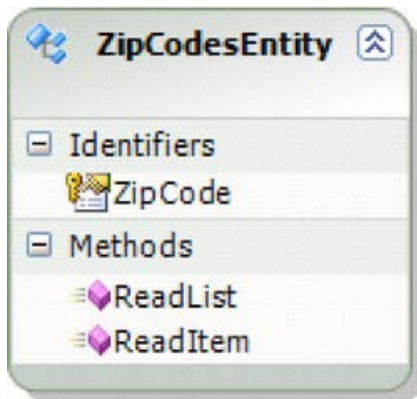 ZipCodesEntity
Identifiers
ZipCode
Methods
ReadList
ReadItem